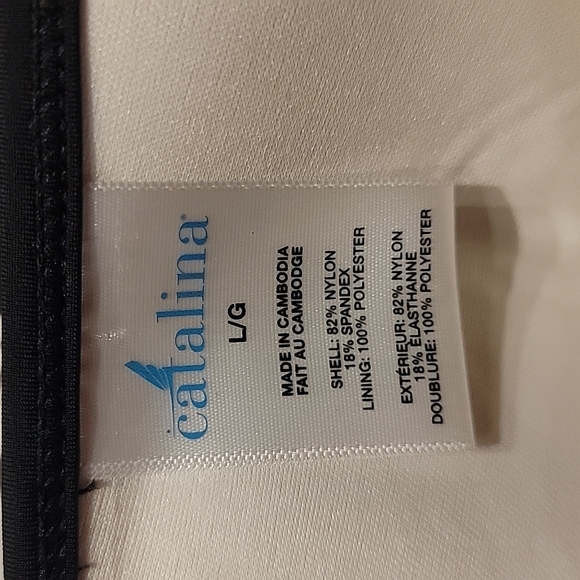 catalina
L/G
MADE IN CAMBODIA
FAIT AU CAMBODGE
SHELL: 82% NYLON
18% SPANDEX
LINING: 100% POLYESTER
EXTÉRIEUR: 82% NYLON
18% ÉLASTHANNE
DOUBLURE: 100% POLYESTER